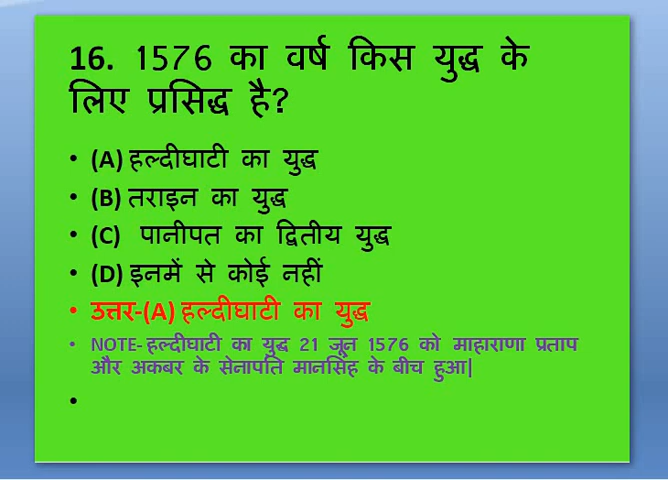 16. 1576 का वर्ष किस युद्ध के
लिए प्रसिद्ध है?
• (A) हल्दीघाटी का युद्ध
• (B) तराइन का युद्ध
• (C) पानीपत का द्वितीय युद्ध
• (D) इनमें से कोई नहीं
• उत्तर-(A) हल्दीघाटी का युद्ध
• NOTE- हल्दीघाटी का युद्ध 21 जून 1576 को माहाराणा प्रताप
और अकबर के सेनापति मानसिंह के बीच हुआ|